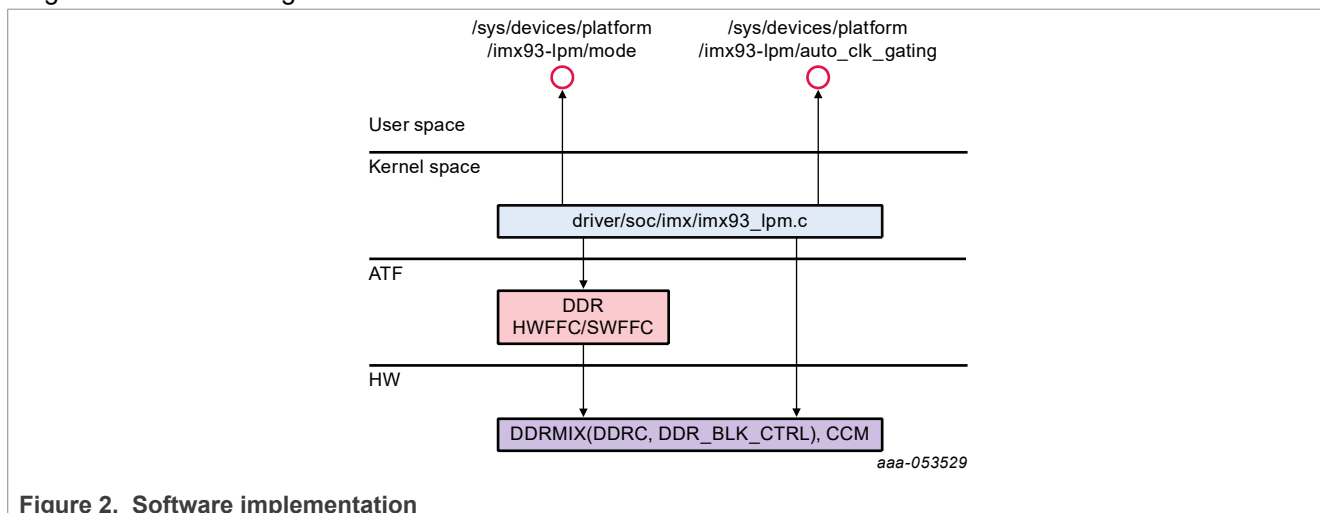 /sys/devices/platform
/imx93-lpm/mode
/sys/devices/platform
/imx93-lpm/auto_clk_gating
User space
Kernel space
driver/soc/imx/imx93_lpm.c
ATF
DDR
HWFFC/SWFFC
HW
DDRMIX(DDRC, DDR_BLK_CTRL), CCM
aaa-053529
Figure 2. Software implementation